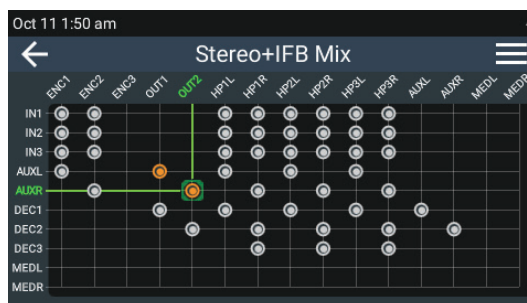 Oct 11 1:50 am
Stereo+IFB Mix
ENC1 ENC2 ENC3 OUT1 OUT2 HP1L HP1R HP2L HP2R HP3L HP3R AUXL AUXR MEDL MEDR
IN1
IN2
IN3
AUXL
AUXR
DEC1
DEC2
DEC3
MEDL
MEDR